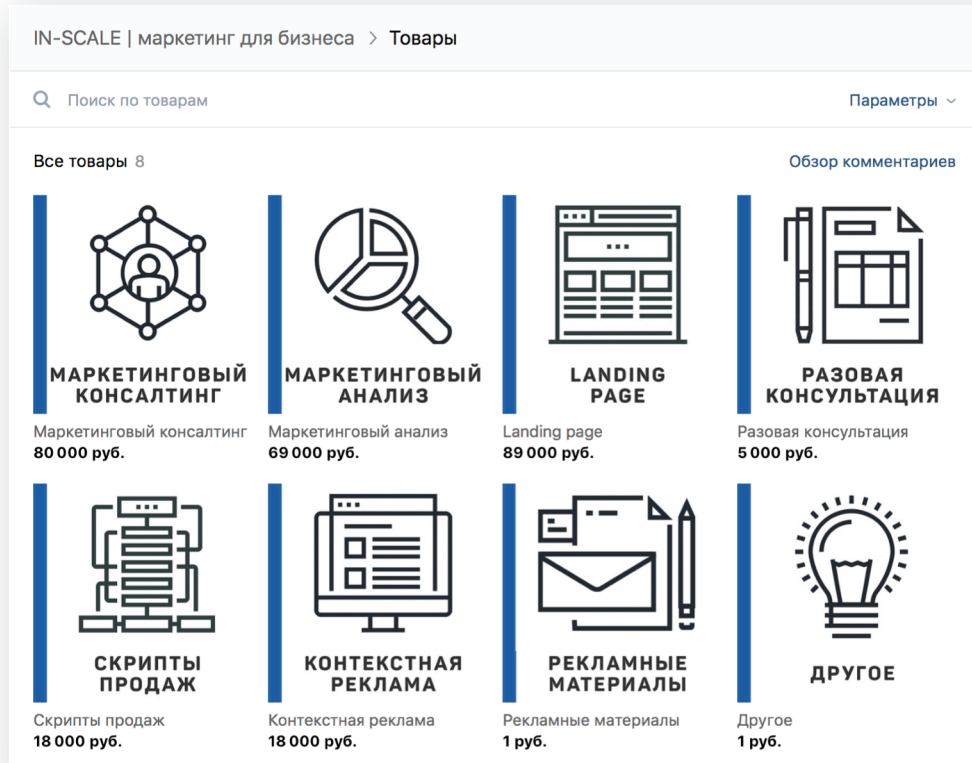 IN-SCALE | маркетинг для бизнеса > Товары
Поиск по товарам Параметры
Все товары 8 Обзор комментариев
МАРКЕТИНГОВЫЙ
КОНСАЛТИНГ
Маркетинговый консалтинг
80 000 руб.
МАРКЕТИНГОВЫЙ
АНАЛИЗ
Маркетинговый анализ
69 000 руб.
LANDING
PAGE
Landing page
89 000 руб.
РАЗОВАЯ
КОНСУЛЬТАЦИЯ
Разовая консультация
5 000 руб.
СКРИПТЫ
ПРОДАЖ
Скрипты продаж
18 000 руб.
КОНТЕКСТНАЯ
РЕКЛАМА
Контекстная реклама
18 000 руб.
РЕКЛАМНЫЕ
МАТЕРИАЛЫ
Рекламные материалы
1 руб.
ДРУГОЕ
Другое
1 руб.